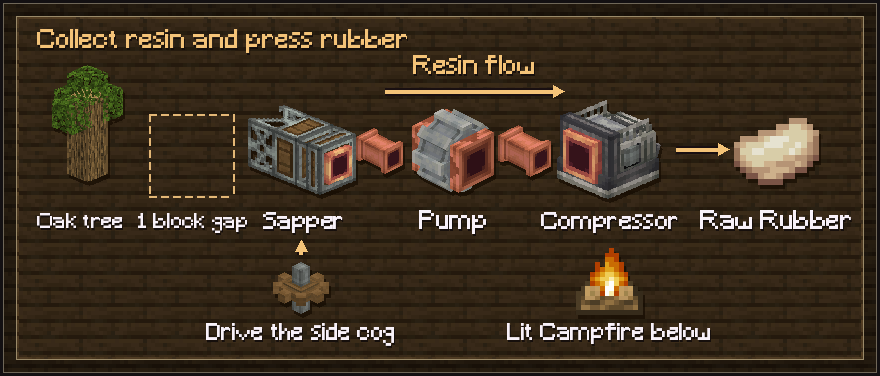 Collect resin and press rubber
Resin flow
Oak tree
1 block gap
Sapper
Pump
Compressor
Raw Rubber
Drive the side cog
Lit Campfire below